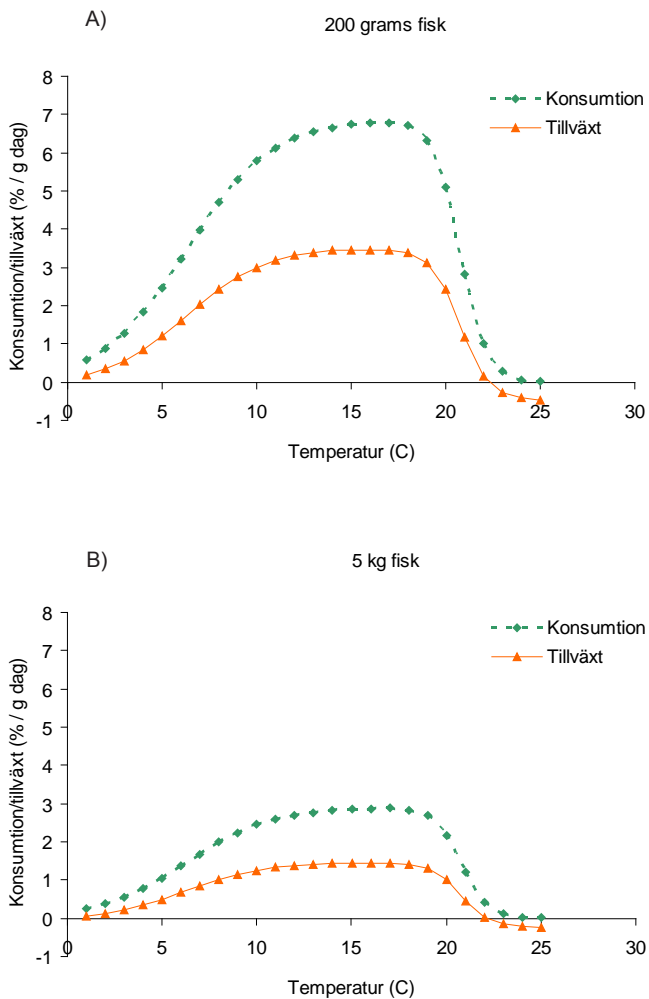 A)
200 grams fisk
8
7
6
5
4
3
2
1
0
-1
0
5
10
15
20
25
30
Konsumtion/tillväxt (% / g dag)
Temperatur (C)
Konsumtion
Tillväxt
B)
5 kg fisk
8
7
6
5
4
3
2
1
0
-1
0
5
10
15
20
25
30
Konsumtion/tillväxt (% / g dag)
Temperatur (C)
Konsumtion
Tillväxt